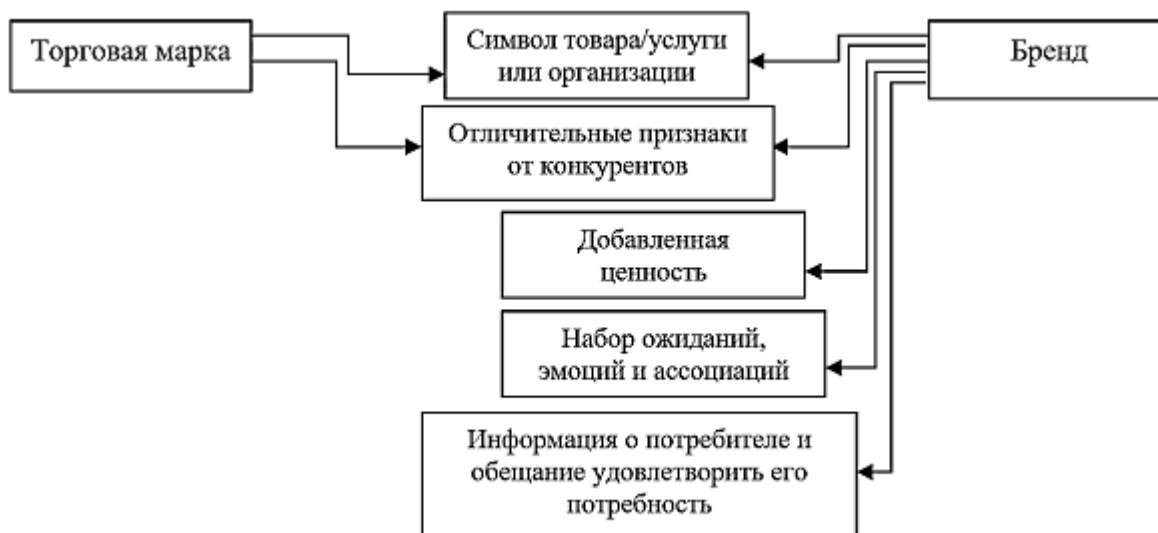 Торговая марка
Символ товара/услуги
или организации
Бренд
Отличительные признаки
от конкурентов
Добавленная
ценность
Набор ожиданий,
эмоций и ассоциаций
Информация о потребителе и
обещание удовлетворить его
потребность